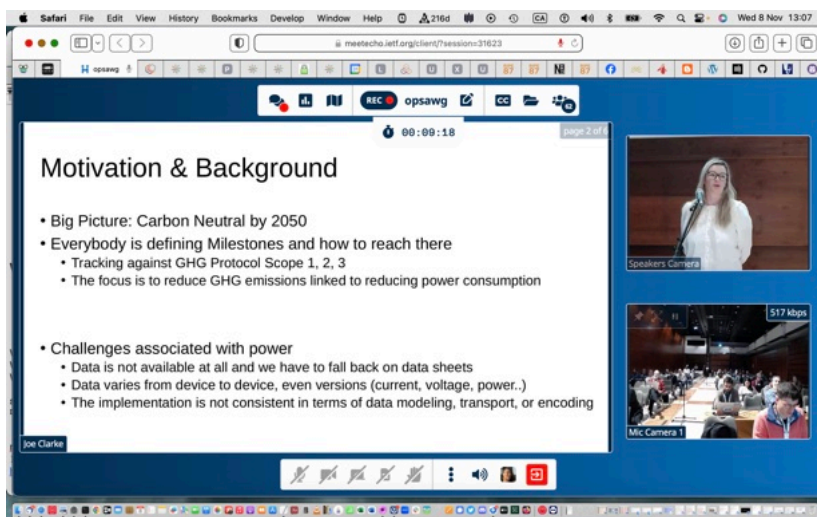 Safari File Edit View History Bookmarks Develop Window Help 216d CA Wed 8 Nov 13:07
meetecho.ietf.org/client/?session=31623
opsawg
REC opsawg CC 62
00:09:18
page 2 of 6
Motivation & Background
• Big Picture: Carbon Neutral by 2050
• Everybody is defining Milestones and how to reach there
• Tracking against GHG Protocol Scope 1, 2, 3
• The focus is to reduce GHG emissions linked to reducing power consumption
• Challenges associated with power
• Data is not available at all and we have to fall back on data sheets
• Data varies from device to device, even versions (current, voltage, power..)
• The implementation is not consistent in terms of data modeling, transport, or encoding
Joe Clarke
Speakers Camera
517 kbps
Mic Camera 1